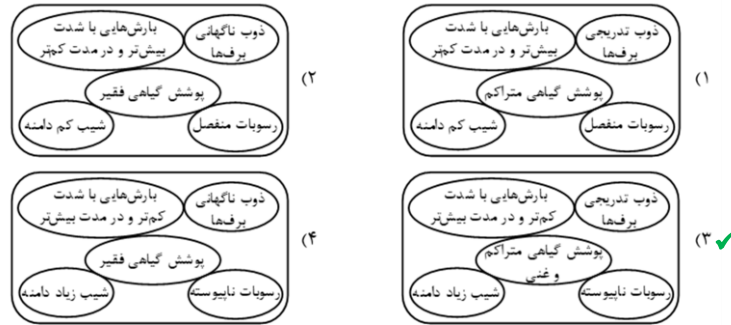 ۱)
ذوب تدریجی
برف‌ها
بارش‌هایی با شدت
بیش‌تر و در مدت کم‌تر
پوشش گیاهی متراکم
رسوبات منفصل
شیب کم دامنه
۲)
ذوب ناگهانی
برف‌ها
بارش‌هایی با شدت
بیش‌تر و در مدت کم‌تر
پوشش گیاهی فقیر
رسوبات منفصل
شیب کم دامنه
۳)
ذوب تدریجی
برف‌ها
بارش‌هایی با شدت
کم‌تر و در مدت بیش‌تر
پوشش گیاهی متراکم
و غنی
رسوبات ناپیوسته
شیب زیاد دامنه
۴)
ذوب ناگهانی
برف‌ها
بارش‌هایی با شدت
کم‌تر و در مدت بیش‌تر
پوشش گیاهی فقیر
رسوبات ناپیوسته
شیب زیاد دامنه